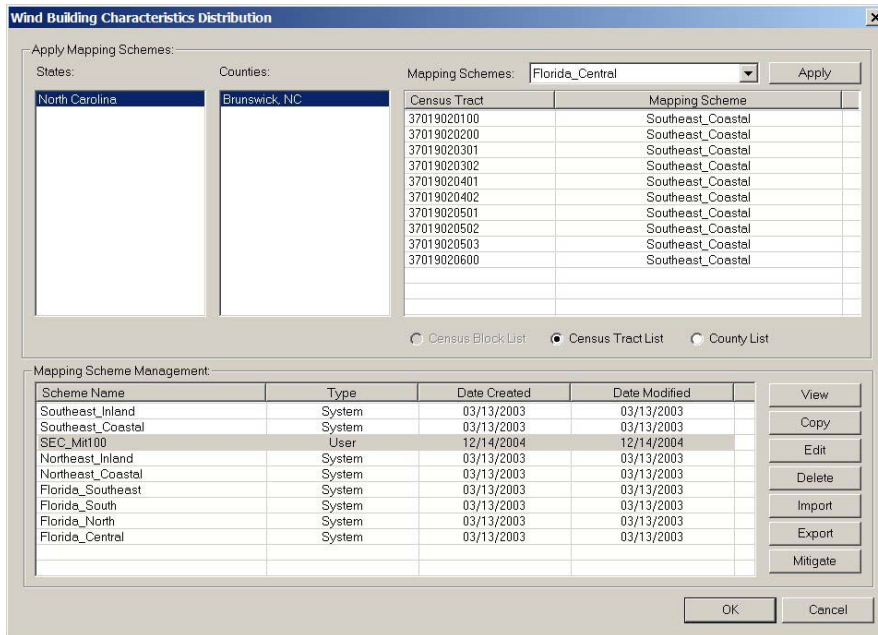 Wind Building Characteristics Distribution
Apply Mapping Schemes:
States: Counties: Mapping Schemes: Florida_Central Apply
North Carolina Brunswick, NC Census Tract Mapping Scheme
37019020100 Southeast_Coastal
37019020200 Southeast_Coastal
37019020301 Southeast_Coastal
37019020302 Southeast_Coastal
37019020401 Southeast_Coastal
37019020402 Southeast_Coastal
37019020501 Southeast_Coastal
37019020502 Southeast_Coastal
37019020503 Southeast_Coastal
37019020600 Southeast_Coastal
Census Block List Census Tract List County List
Mapping Scheme Management:
Scheme Name Type Date Created Date Modified View
Southeast_Inland System 03/13/2003 03/13/2003
Southeast_Coastal System 03/13/2003 03/13/2003 Copy
SEC_Mit100 User 12/14/2004 12/14/2004 Edit
Northeast_Inland System 03/13/2003 03/13/2003
Northeast_Coastal System 03/13/2003 03/13/2003 Delete
Florida_Southeast System 03/13/2003 03/13/2003
Florida_South System 03/13/2003 03/13/2003 Import
Florida_North System 03/13/2003 03/13/2003
Florida_Central System 03/13/2003 03/13/2003 Export
Mitigate
OK Cancel